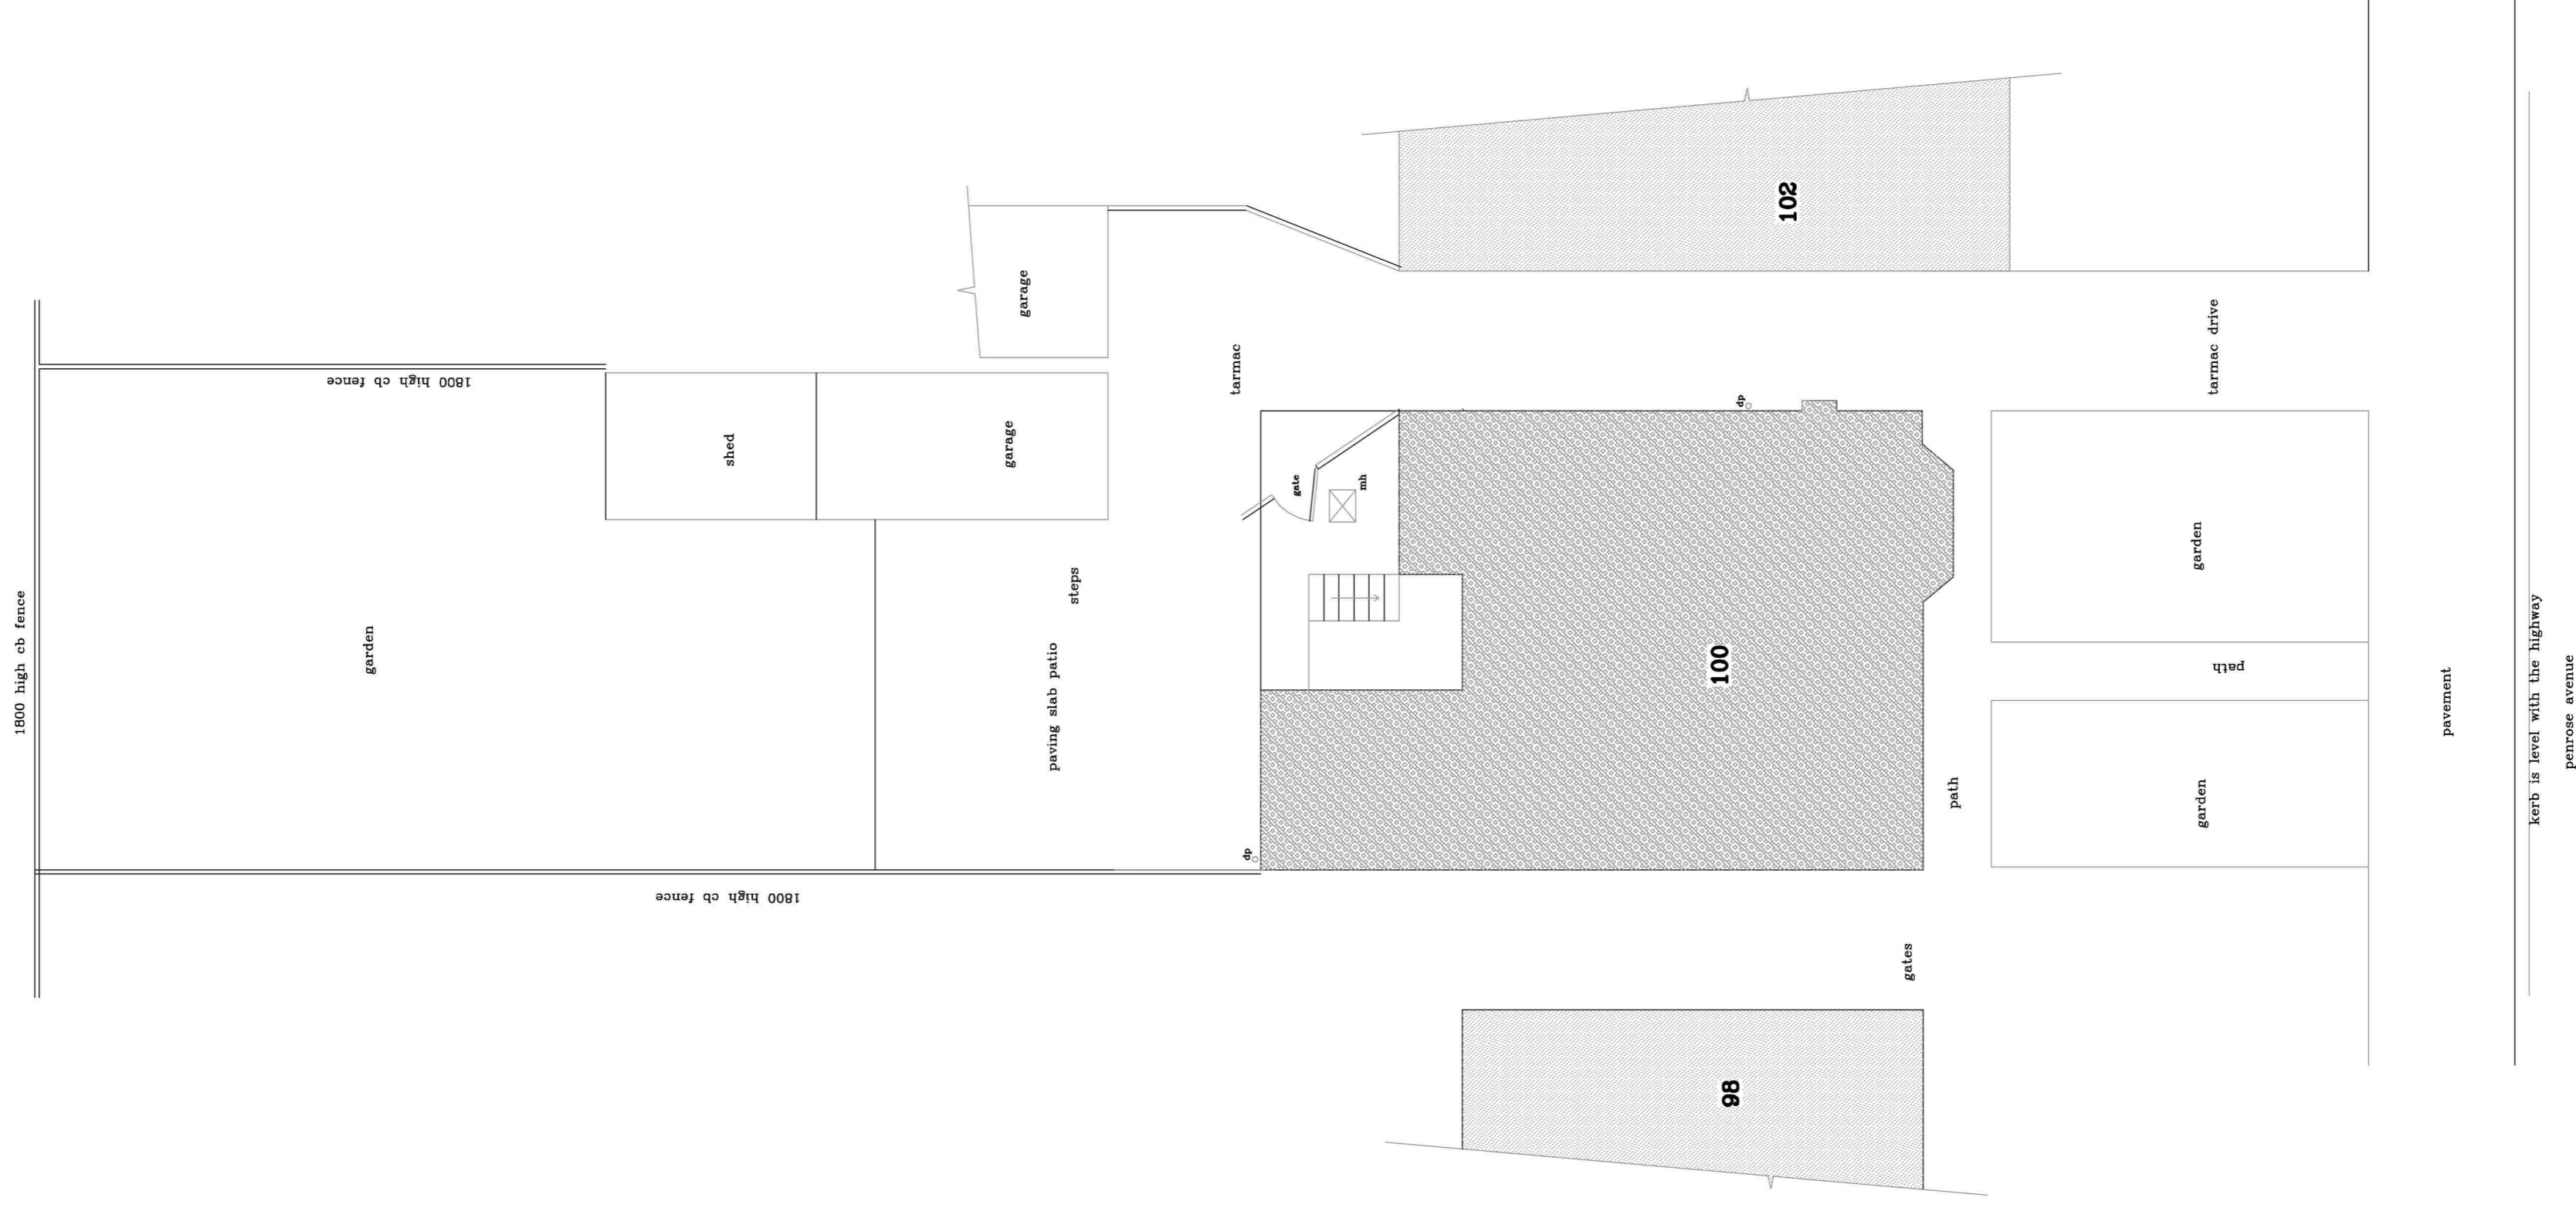 1800 high cb fence
1800 high cb fence
garden
1800 high cb fence
shed
garage
garage
steps
paving slab patio
tarmac
dp
gate
mh
dp
102
100
98
gates
path
tarmac drive
garden
path
garden
pavement
kerb is level with the highway
penrose avenue